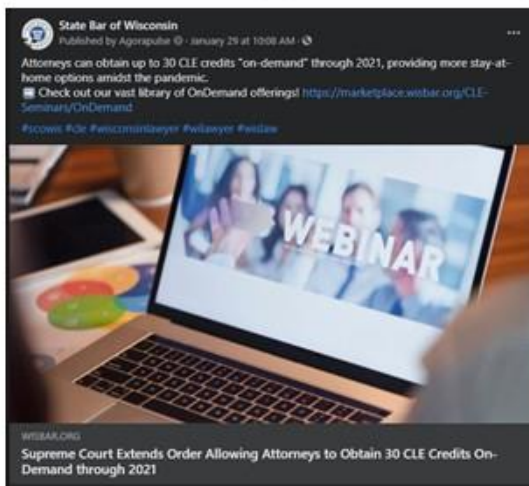 State Bar of Wisconsin
Published by Agorapulse · January 29 at 10:08 AM ·
Attorneys can obtain up to 30 CLE credits "on-demand" through 2021, providing more stay-at-
home options amidst the pandemic.
➡ Check out our vast library of OnDemand offerings! https://marketplace.wisbar.org/CLE-
Seminars/OnDemand
#scowis #cle #wisconsinlawyer #wilawyer #wislaw
WEBINAR
WISBAR.ORG
Supreme Court Extends Order Allowing Attorneys to Obtain 30 CLE Credits On-
Demand through 2021